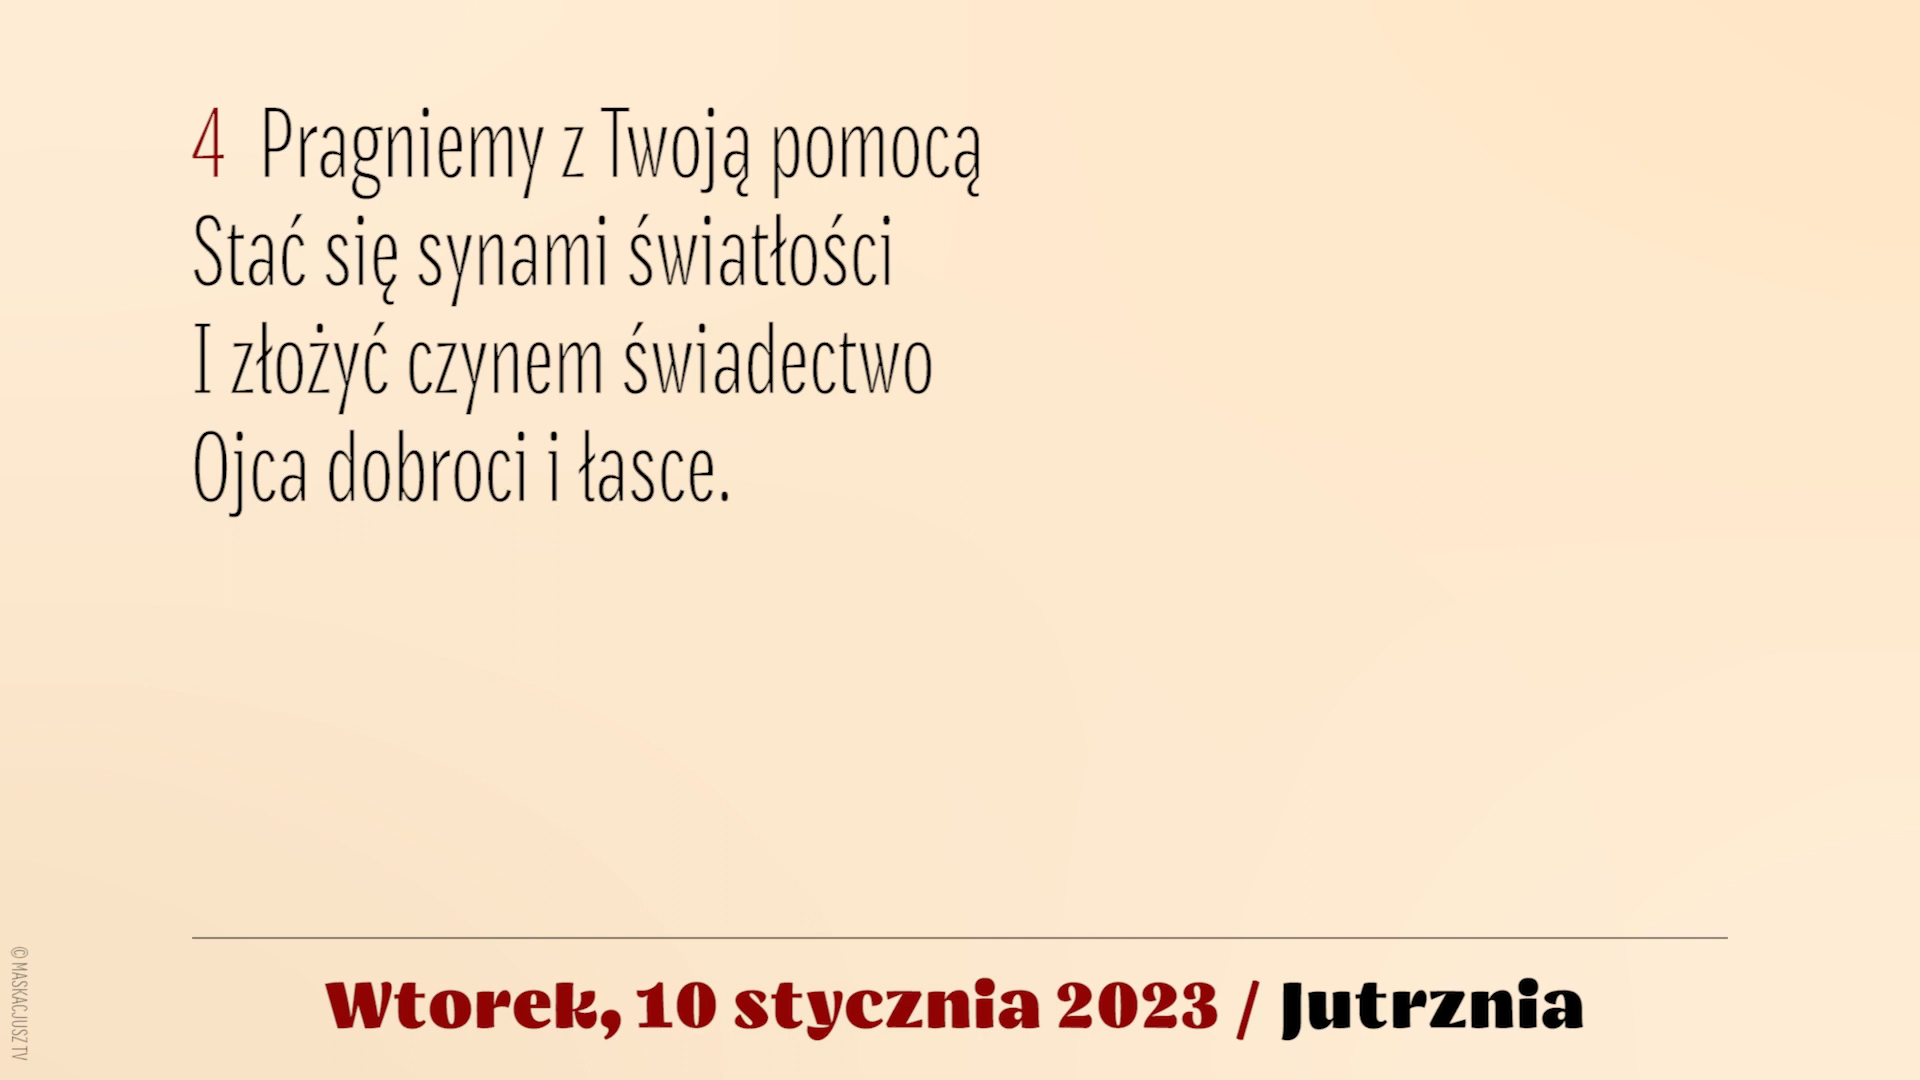 4 Pragniemy z Twoją pomocą
Stać się synami światłości
I złożyć czynem świadectwo
Ojca dobroci i łasce.
Wtorek, 10 stycznia 2023 / Jutrznia
© MASKACJUSZ TV